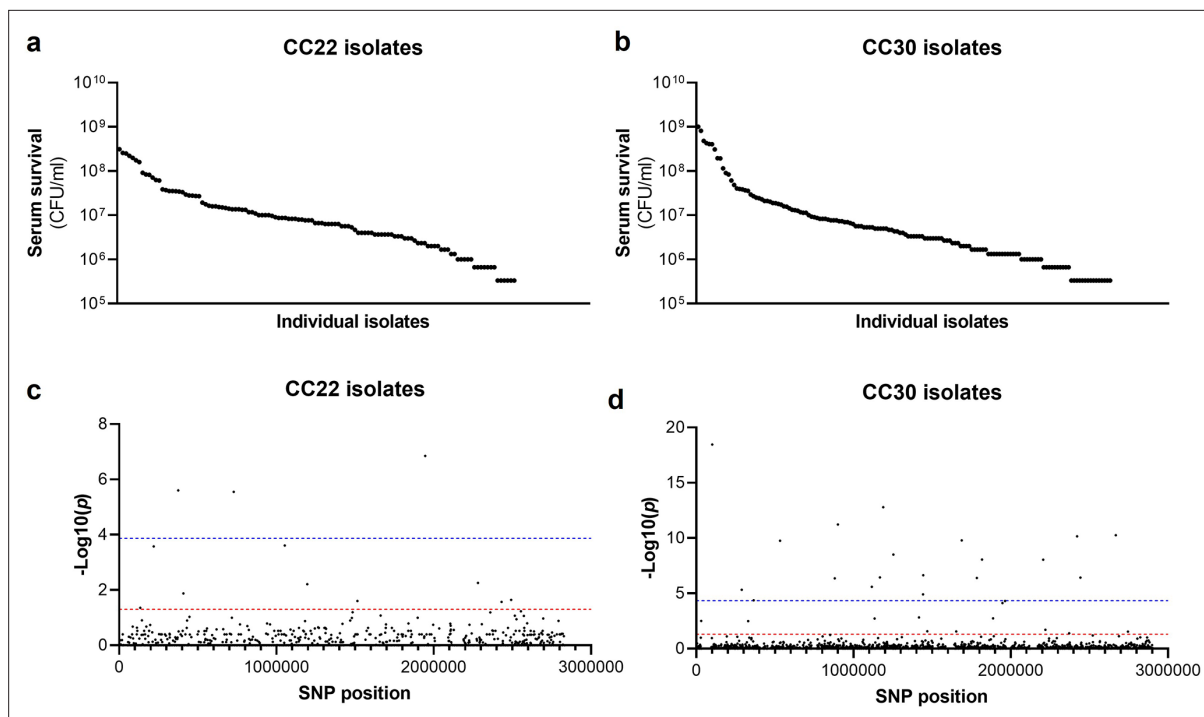 a
CC22 isolates
10^10
10^9
10^8
10^7
10^6
10^5
Serum survival
(CFU/ml)
Individual isolates
b
CC30 isolates
10^10
10^9
10^8
10^7
10^6
10^5
Serum survival
(CFU/ml)
Individual isolates
c
CC22 isolates
8
6
4
2
0
-Log10(p)
0 1000000 2000000 3000000
SNP position
d
CC30 isolates
20
15
10
5
0
-Log10(p)
0 1000000 2000000 3000000
SNP position